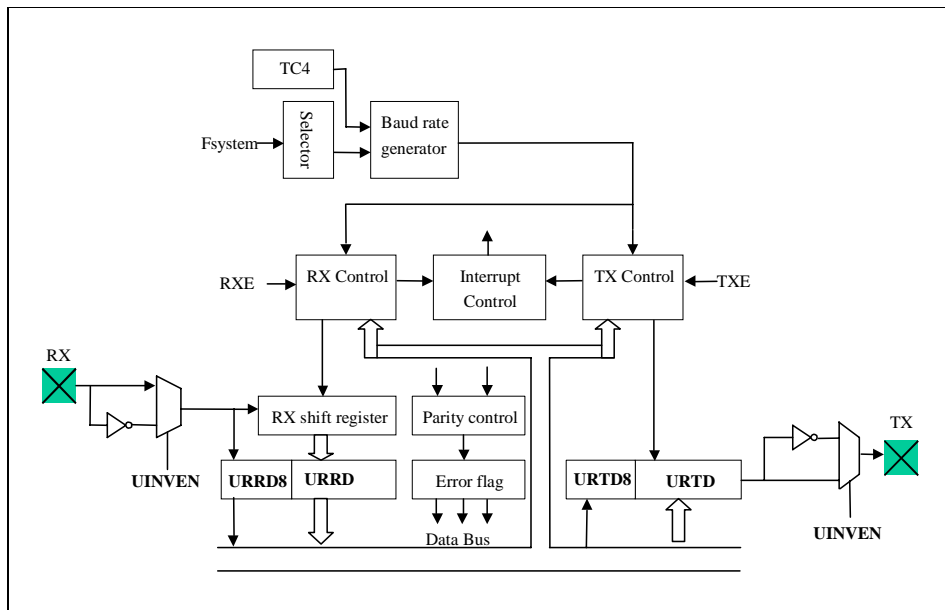 TC4
Fsystem
Selector
Baud rate
generator
RXE
RX Control
Interrupt
Control
TX Control
TXE
RX
UINVEN
RX shift register
URRD8
URRD
Parity control
Error flag
Data Bus
URTD8
URTD
TX
UINVEN